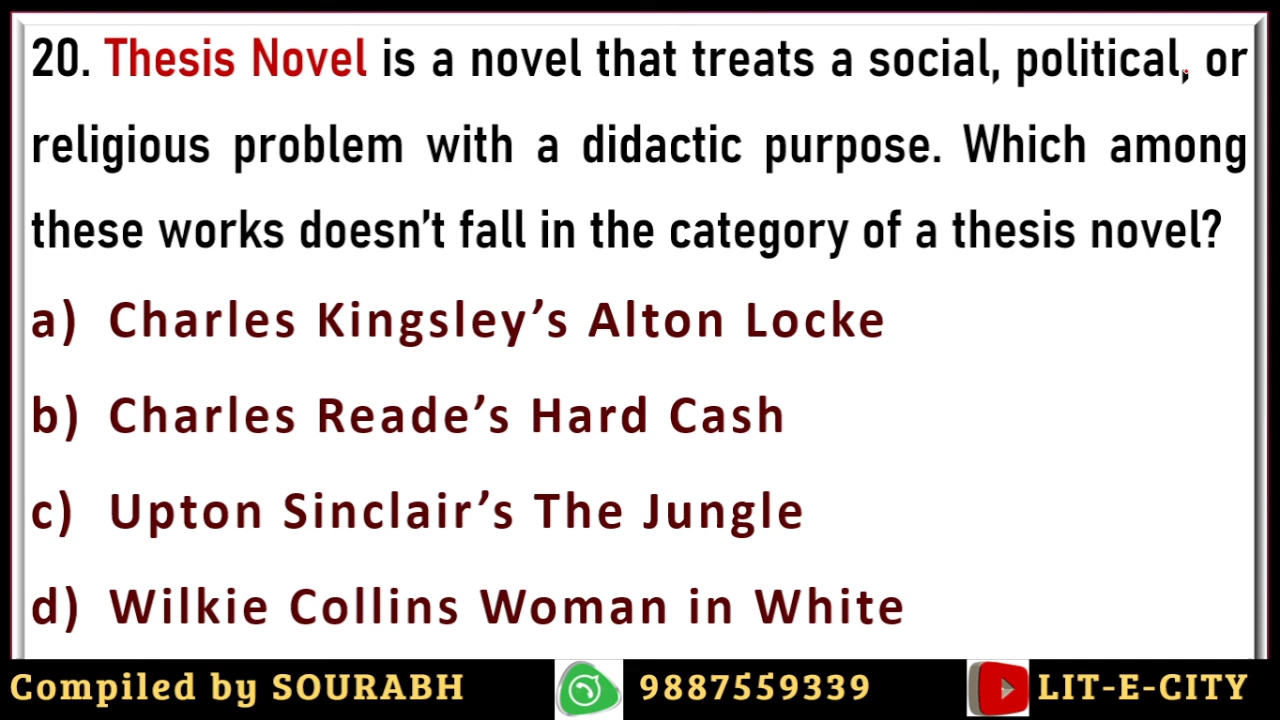 20. Thesis Novel is a novel that treats a social, political, or
religious problem with a didactic purpose. Which among
these works doesn’t fall in the category of a thesis novel?
a) Charles Kingsley’s Alton Locke
b) Charles Reade’s Hard Cash
c) Upton Sinclair’s The Jungle
d) Wilkie Collins Woman in White
Compiled by SOURABH 9887559339 LIT-E-CITY